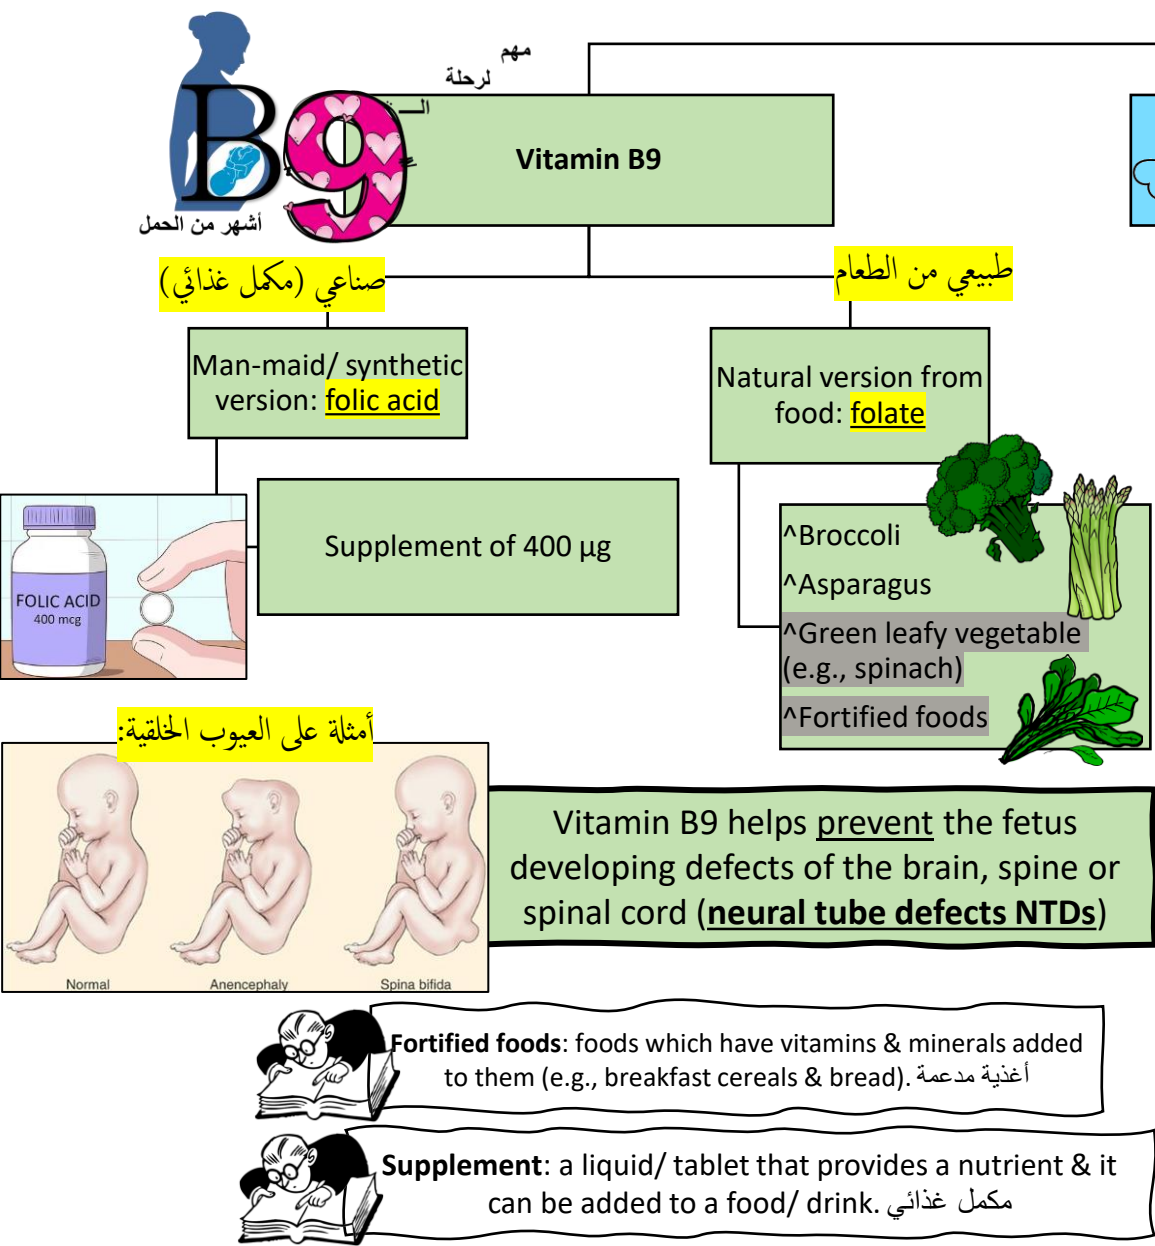 مهم
لرحلة
الـ
B9
أشهر من الحمل
Vitamin B9
صناعي (مكمل غذائي)
طبيعي من الطعام
Man-maid/ synthetic
version: folic acid
Natural version from
food: folate
FOLIC ACID
400 mcg
Supplement of 400 µg
^Broccoli
^Asparagus
^Green leafy vegetable
(e.g., spinach)
^Fortified foods
أمثلة على العيوب الخلقية:
Normal
Anencephaly
Spina bifida
Vitamin B9 helps prevent the fetus
developing defects of the brain, spine or
spinal cord (neural tube defects NTDs)
Fortified foods: foods which have vitamins & minerals added
to them (e.g., breakfast cereals & bread). أغذية مدعمة
Supplement: a liquid/ tablet that provides a nutrient & it
can be added to a food/ drink. مكمل غذائي